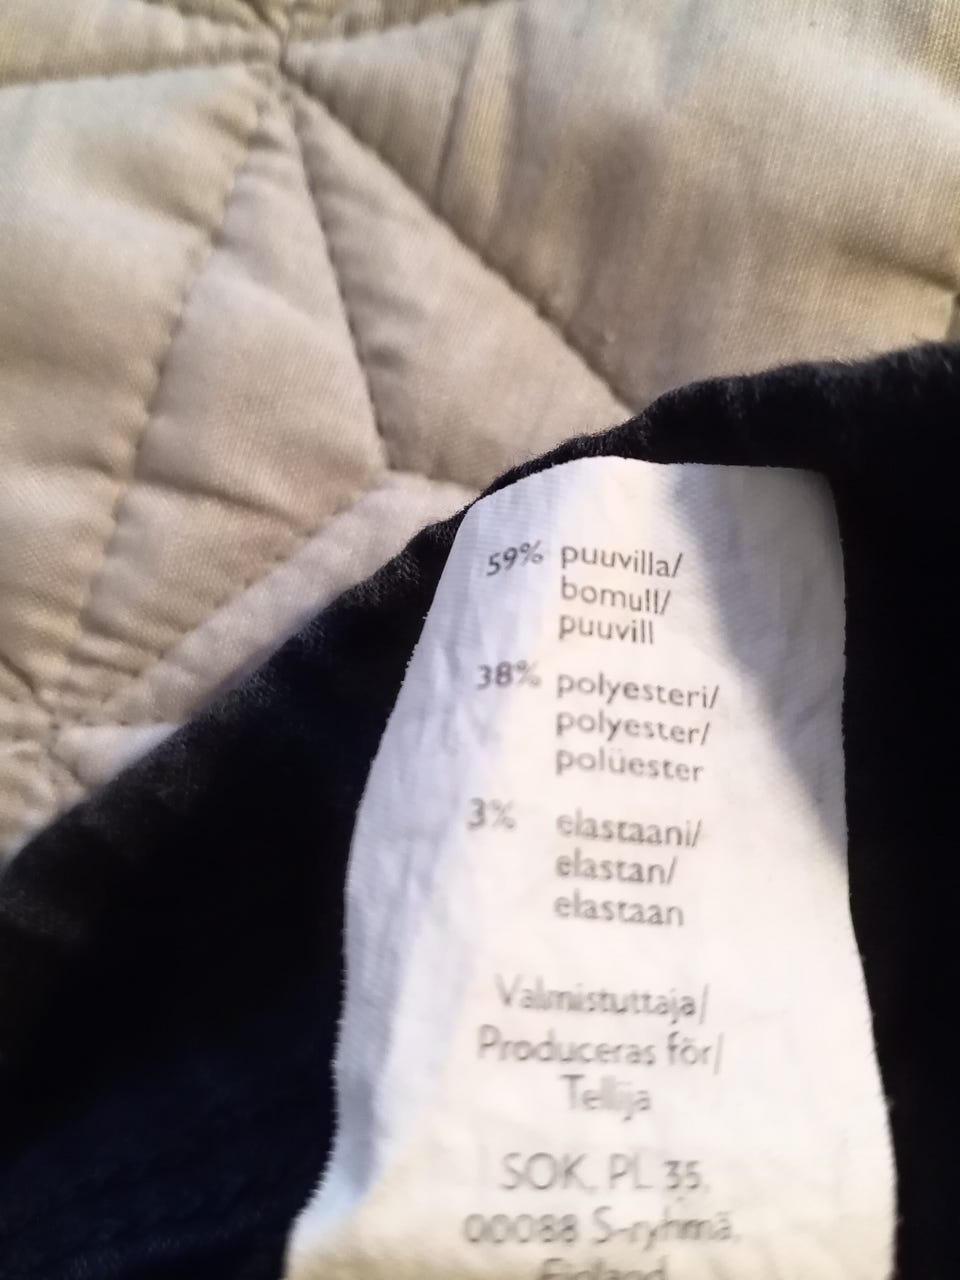 59% puuvilla/
bomull/
puuvill
38% polyesteri/
polyester/
polüester
3% elastaani/
elastan/
elastaan
Valmistuttaja/
Produceras för/
Tellija
SOK, PL 35,
00088 S-ryhmä,
Finland